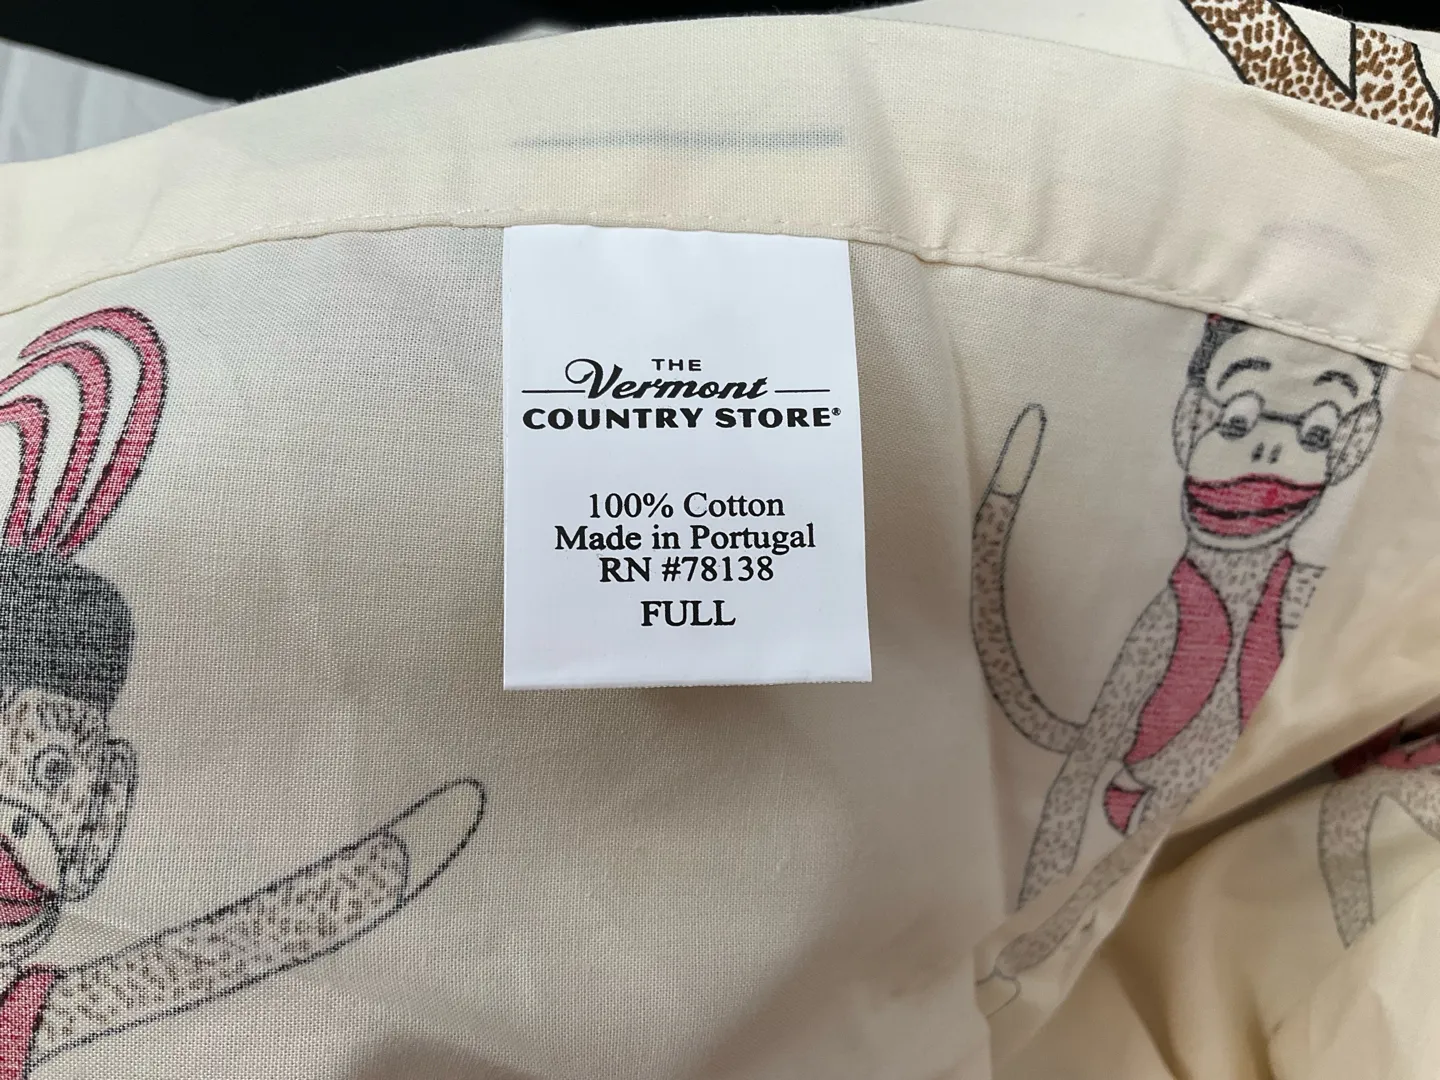 THE
Vermont
COUNTRY STORE®
100% Cotton
Made in Portugal
RN #78138
FULL